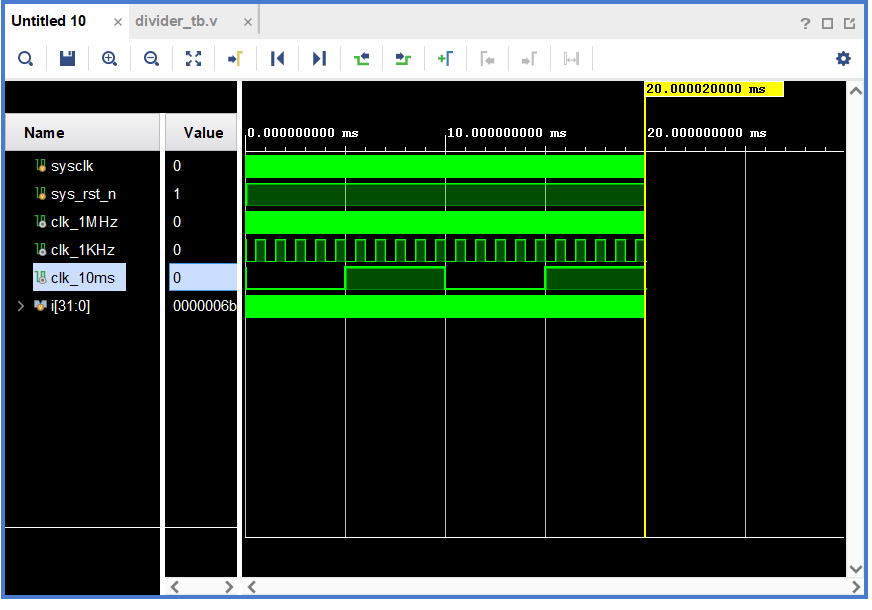 Untitled 10 × divider_tb.v ×
?
20.000020000 ms
Name Value
0.000000000 ms 10.000000000 ms 20.000000000 ms
sysclk 0
sys_rst_n 1
clk_1MHz 0
clk_1KHz 0
clk_10ms 0
i[31:0] 0000006b